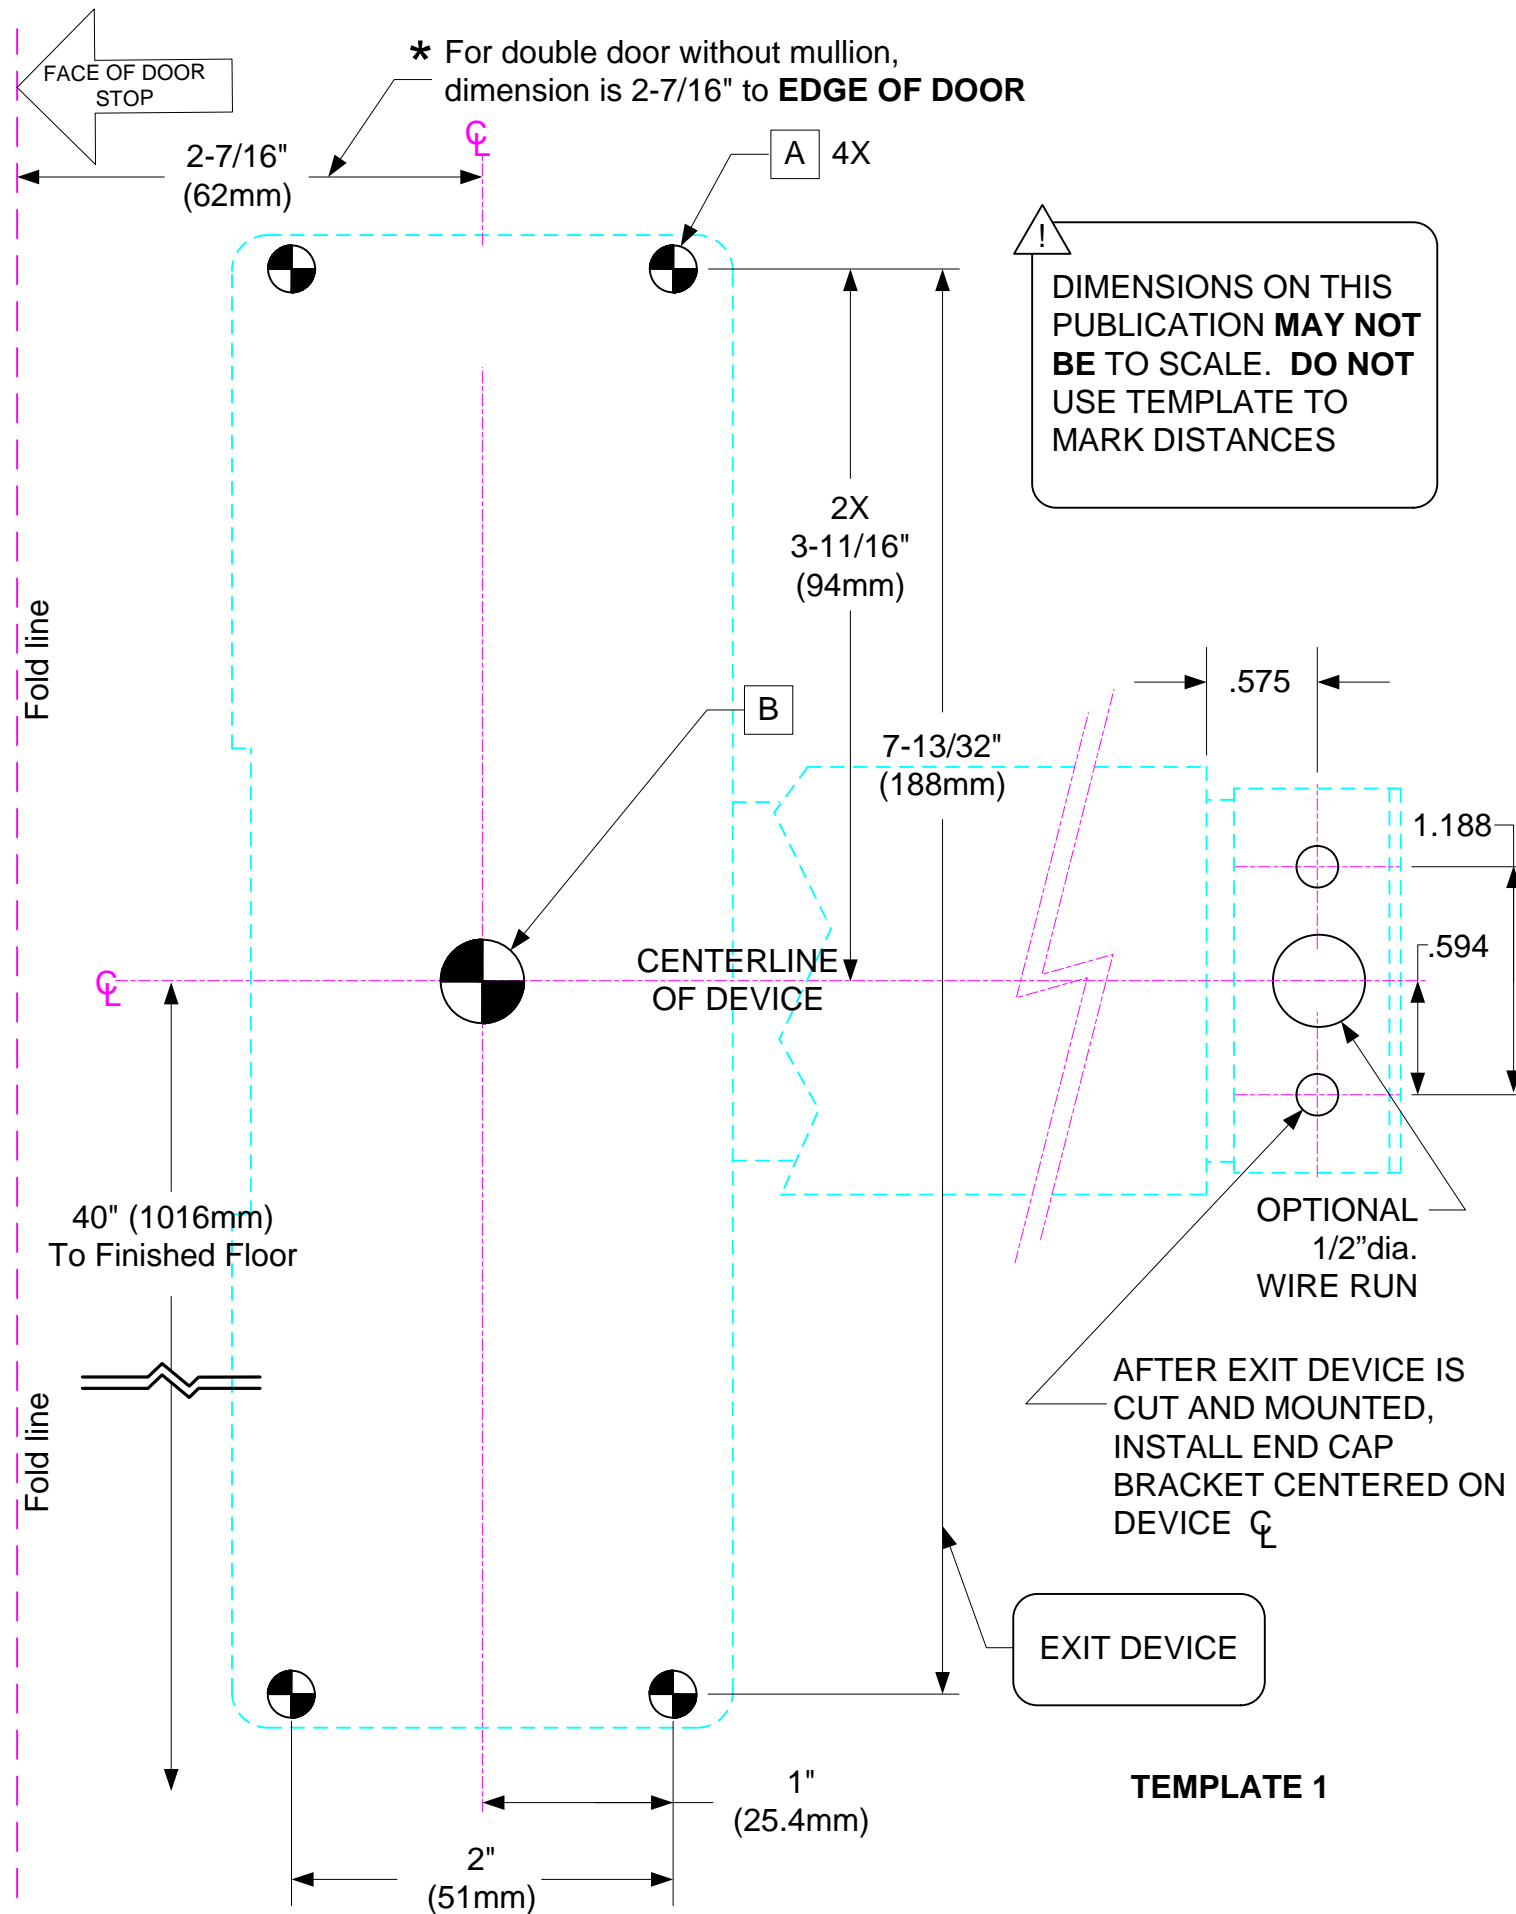 FACE OF DOOR
STOP
* For double door without mullion,
dimension is 2-7/16" to EDGE OF DOOR
℄
2-7/16"
(62mm)
A 4X
!
DIMENSIONS ON THIS
PUBLICATION MAY NOT
BE TO SCALE. DO NOT
USE TEMPLATE TO
MARK DISTANCES
2X
3-11/16"
(94mm)
Fold line
B
.575
7-13/32"
(188mm)
1.188
.594
℄
CENTERLINE
OF DEVICE
40" (1016mm)
To Finished Floor
OPTIONAL
1/2”dia.
WIRE RUN
AFTER EXIT DEVICE IS
CUT AND MOUNTED,
INSTALL END CAP
BRACKET CENTERED ON
DEVICE ℄
Fold line
EXIT DEVICE
1"
(25.4mm)
TEMPLATE 1
2"
(51mm)